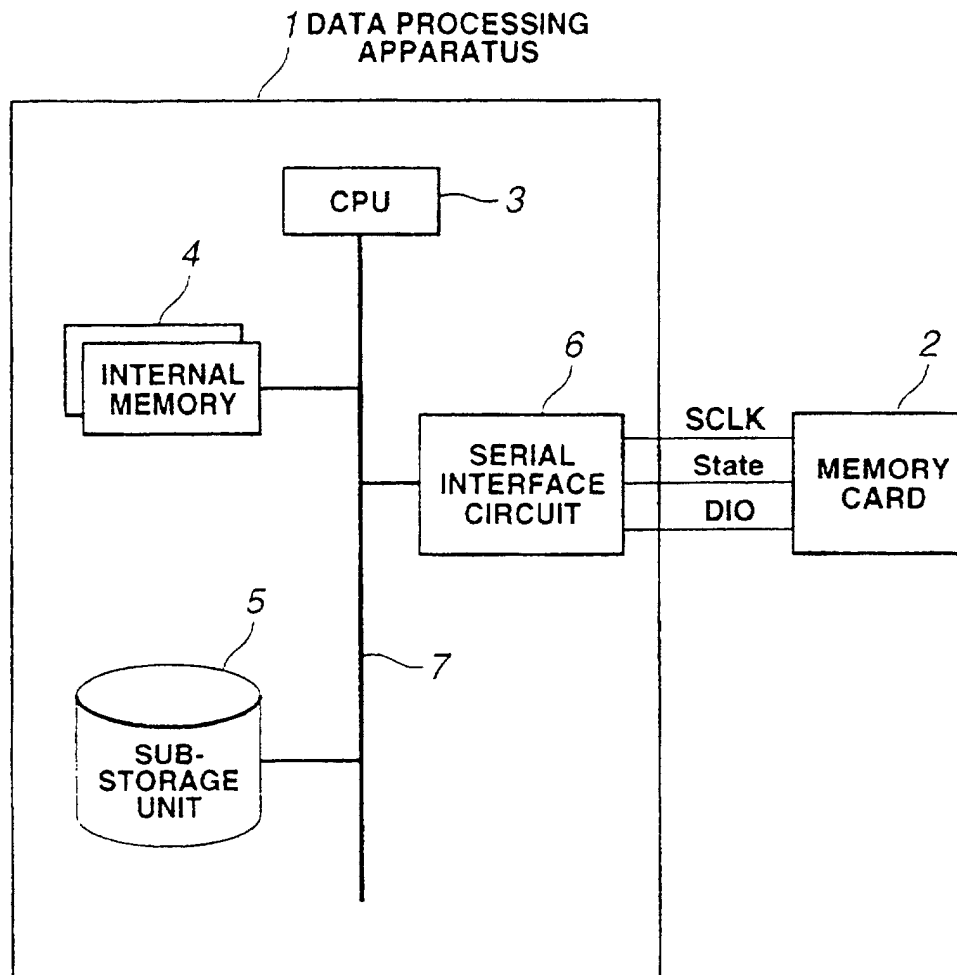 1 DATA PROCESSING
APPARATUS
CPU
3
4
INTERNAL
MEMORY
6
2
SERIAL
INTERFACE
CIRCUIT
SCLK
State
DIO
MEMORY
CARD
5
7
SUB-
STORAGE
UNIT